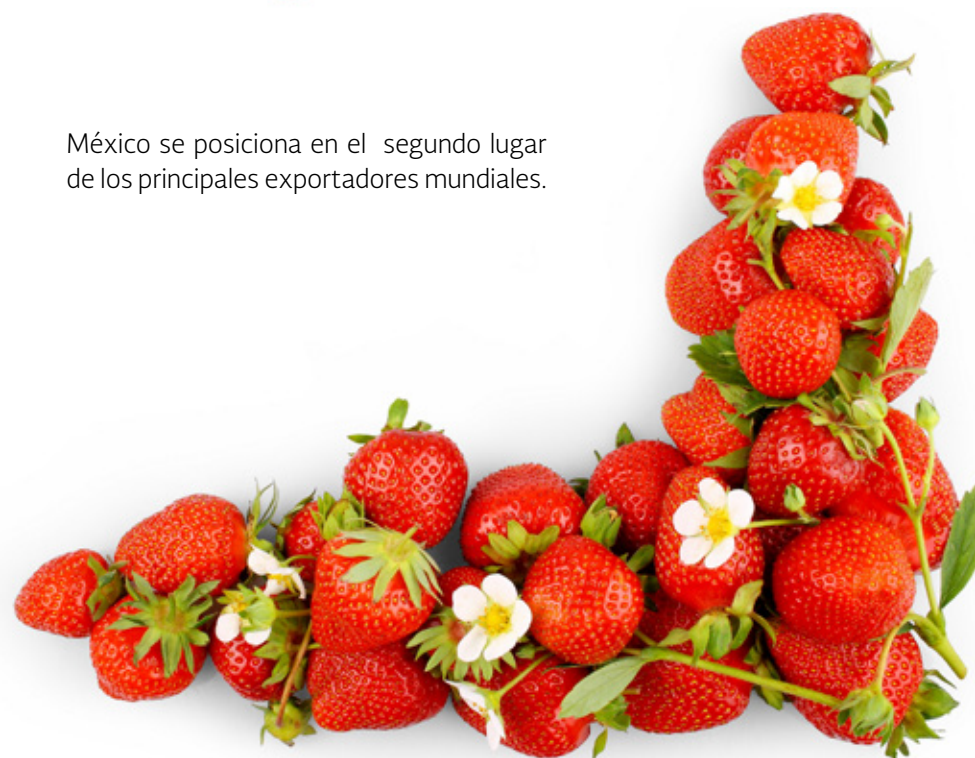 México se posiciona en el  segundo lugar
de los principales exportadores mundiales.